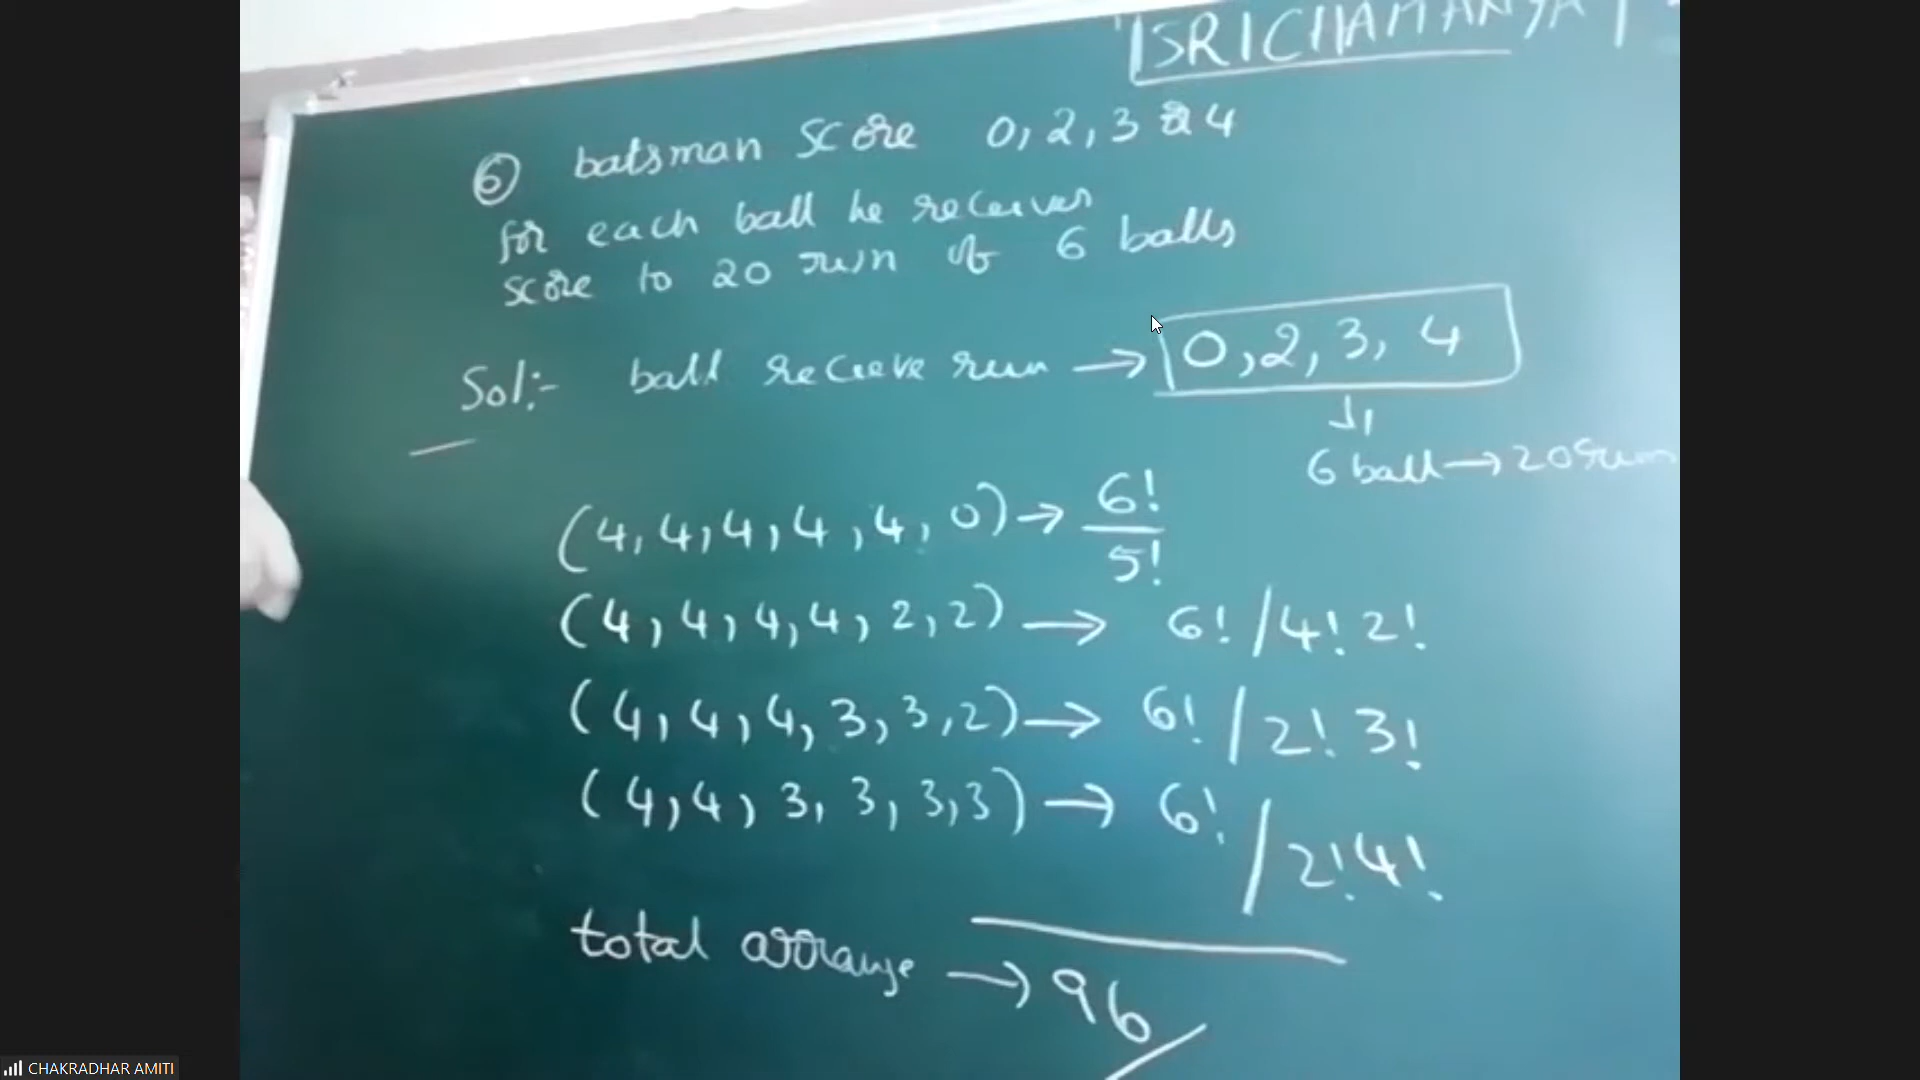 SRICHAITANYA
⑥ batsman score 0, 2, 3 or 4
for each ball he receives
score to 20 run of 6 balls
Sol:- ball recieve run → 0, 2, 3, 4
6 ball → 20 run
(4, 4, 4, 4, 4, 0) → 6!/5!
(4, 4, 4, 4, 2, 2) → 6! / 4! 2!
(4, 4, 4, 3, 3, 2) → 6! / 2! 3!
(4, 4, 3, 3, 3, 3) → 6! / 2! 4!
total arrange → 96
CHAKRADHAR AMITI